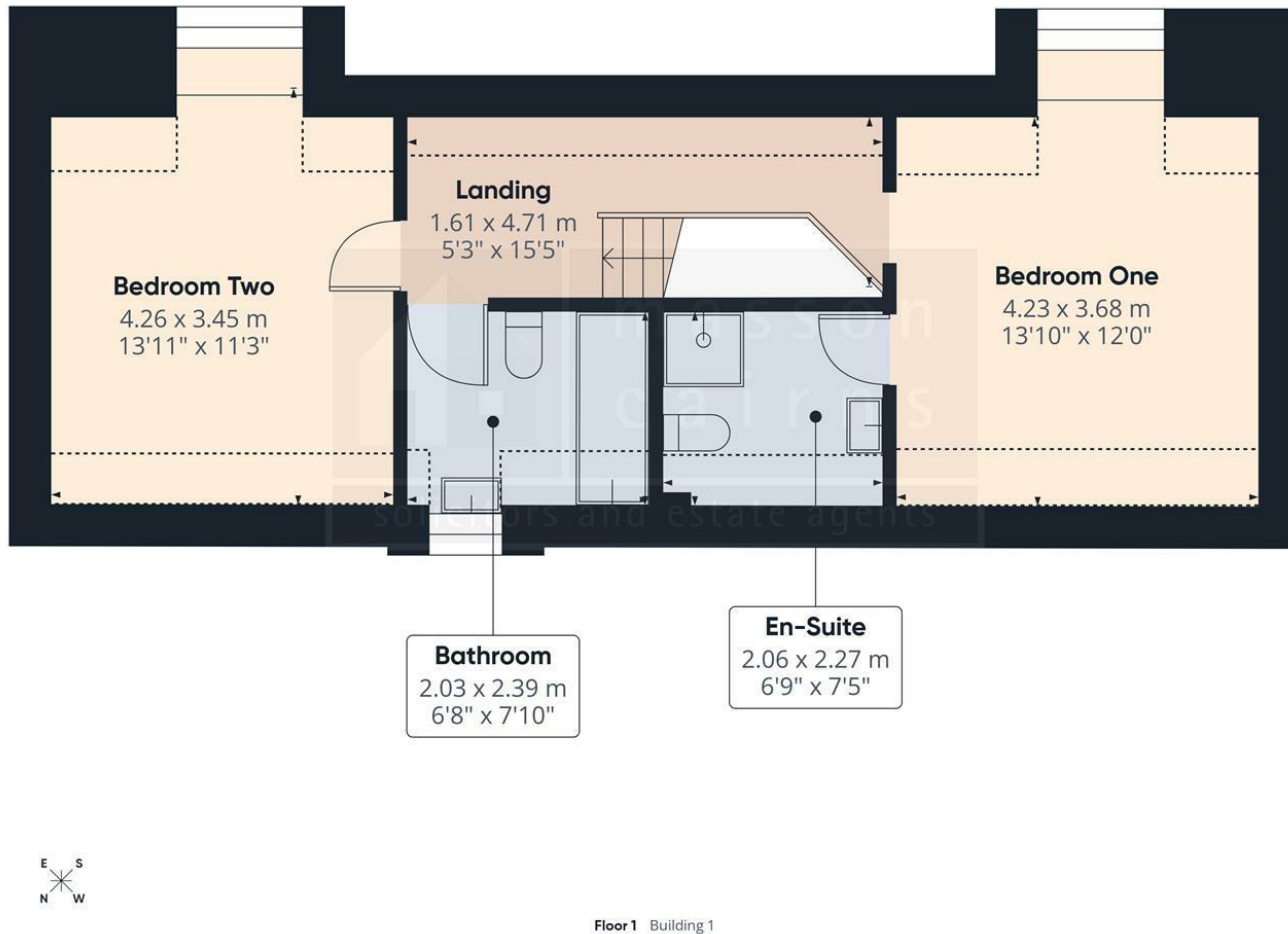 Landing
1.61 x 4.71 m
5'3" x 15'5"
Bedroom Two
4.26 x 3.45 m
13'11" x 11'3"
Bedroom One
4.23 x 3.68 m
13'10" x 12'0"
masson
cairns
solicitors and estate agents
En-Suite
2.06 x 2.27 m
6'9" x 7'5"
Bathroom
2.03 x 2.39 m
6'8" x 7'10"
E S
N W
Floor 1 Building 1